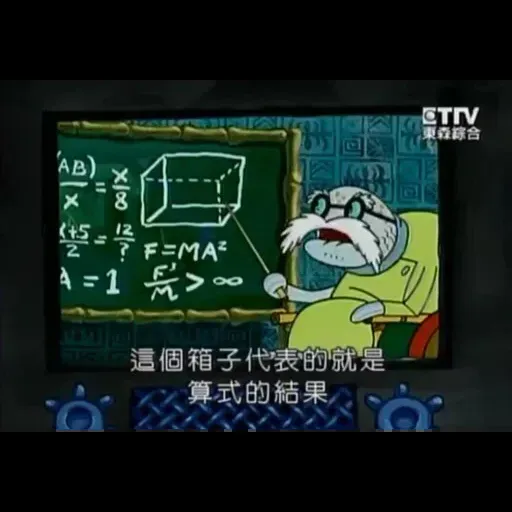 ETTV
東森綜合
(AB)/X = X/8
X+5/2 = 12/?
F=MA²
A = 1
F'/M > ∞
這個箱子代表的就是
算式的結果